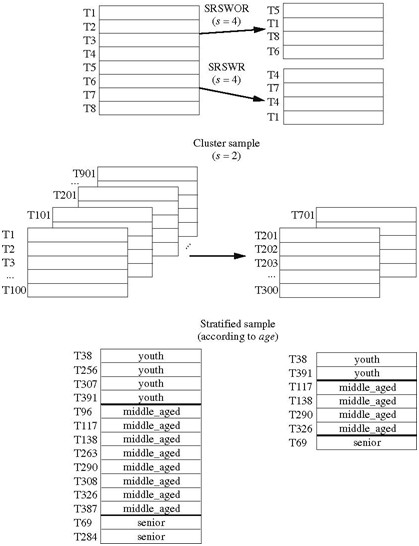 SRSWOR
(s = 4)
T1
T2
T3
T4
T5
T6
T7
T8
T5
T1
T8
T6
SRSWR
(s = 4)
T4
T7
T4
T1
Cluster sample
(s = 2)
T901
...
T201
T101
T1
T2
T3
...
T100
T701
T201
T202
T203
...
T300
Stratified sample
(according to age)
T38 youth
T256 youth
T307 youth
T391 youth
T96 middle_aged
T117 middle_aged
T138 middle_aged
T263 middle_aged
T290 middle_aged
T308 middle_aged
T326 middle_aged
T387 middle_aged
T69 senior
T284 senior
T38 youth
T391 youth
T117 middle_aged
T138 middle_aged
T290 middle_aged
T326 middle_aged
T69 senior